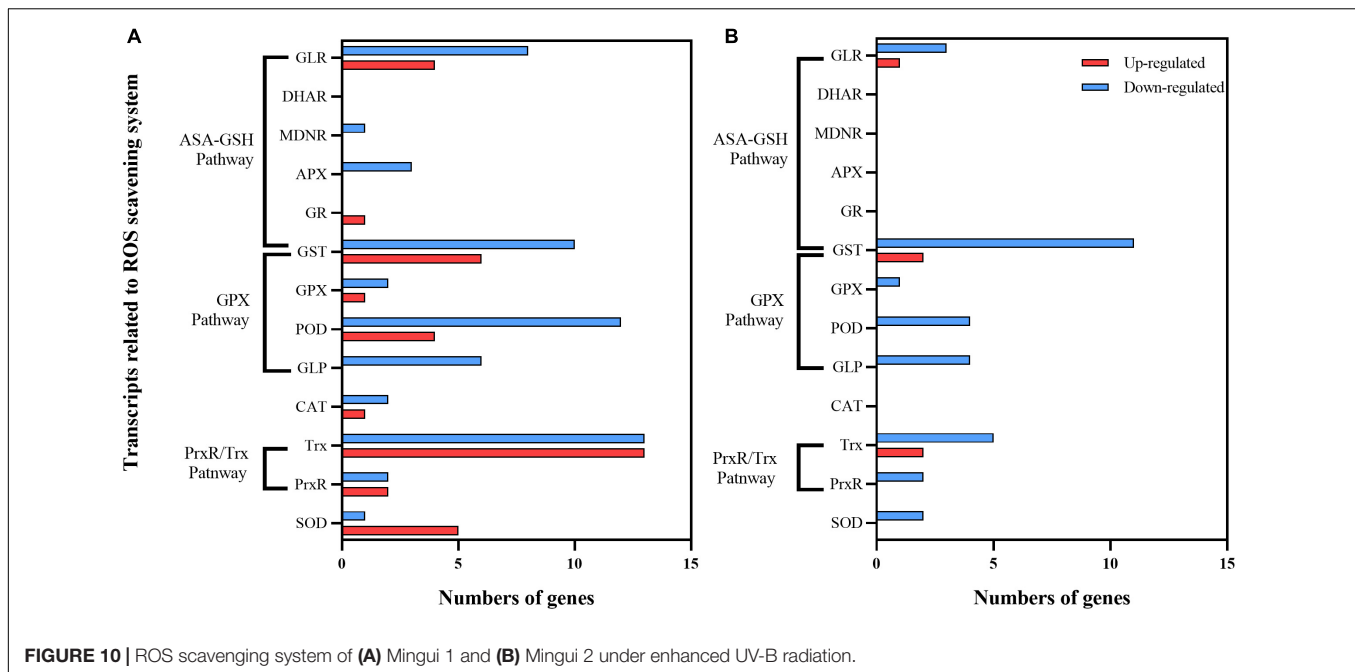 A
Transcripts related to ROS scavening system
ASA-GSH
Pathway
GPX
Pathway
PrxR/Trx
Patnway
GLR
DHAR
MDNR
APX
GR
GST
GPX
POD
GLP
CAT
Trx
PrxR
SOD
0 5 10 15
Numbers of genes
B
ASA-GSH
Pathway
GPX
Pathway
PrxR/Trx
Patnway
GLR
DHAR
MDNR
APX
GR
GST
GPX
POD
GLP
CAT
Trx
PrxR
SOD
Up-regulated
Down-regulated
0 5 10 15
Numbers of genes
FIGURE 10 | ROS scavenging system of (A) Mingui 1 and (B) Mingui 2 under enhanced UV-B radiation.